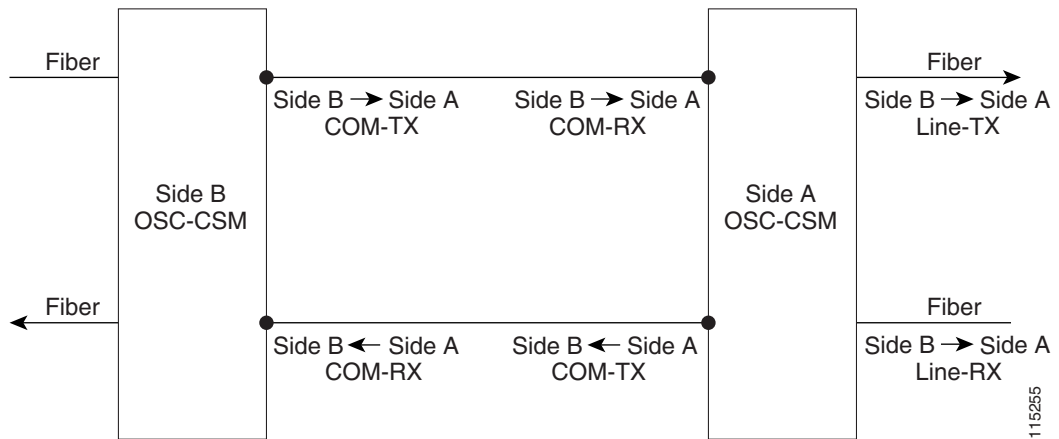 Fiber
Fiber
Side B → Side A
COM-TX
Side B → Side A
COM-RX
Side B → Side A
Line-TX
Side B
OSC-CSM
Side A
OSC-CSM
Fiber
Fiber
Side B ← Side A
COM-RX
Side B ← Side A
COM-TX
Side B → Side A
Line-RX
115255